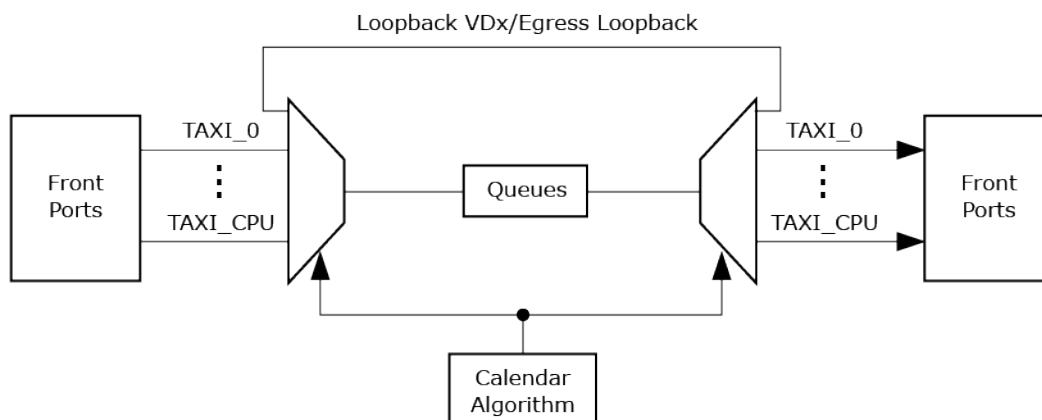 Loopback VDx/Egress Loopback
Front
Ports
TAXI_0
TAXI_CPU
Queues
TAXI_0
TAXI_CPU
Front
Ports
Calendar
Algorithm